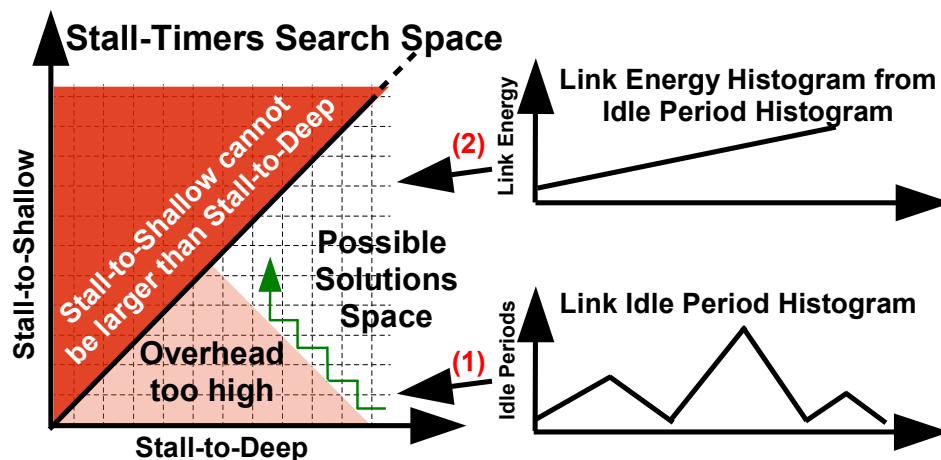 Stall-Timers Search Space
Stall-to-Shallow
Stall-to-Shallow cannot
be larger than Stall-to-Deep
Possible
Solutions
Space
Overhead
too high
Stall-to-Deep
(2)
(1)
Link Energy Histogram from
Idle Period Histogram
Link Energy
Link Idle Period Histogram
Idle Periods